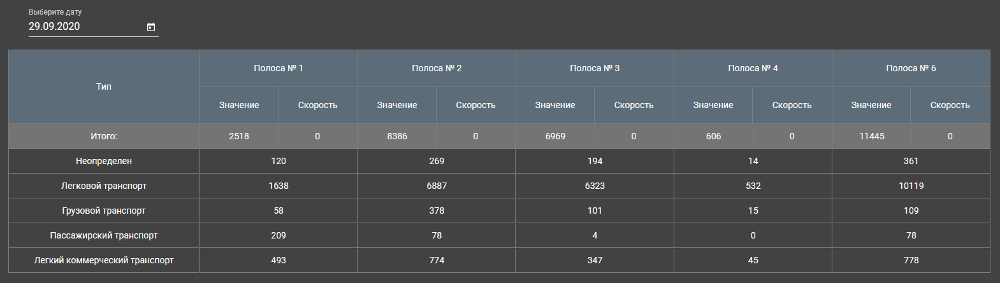 Выберите дату
29.09.2020
Тип Полоса № 1 Полоса № 2 Полоса № 3 Полоса № 4 Полоса № 6
Значение Скорость Значение Скорость Значение Скорость Значение Скорость Значение Скорость
Итого: 2518 0 8386 0 6969 0 606 0 11445 0
Неопределен 120 269 194 14 361
Легковой транспорт 1638 6887 6323 532 10119
Грузовой транспорт 58 378 101 15 109
Пассажирский транспорт 209 78 4 0 78
Легкий коммерческий транспорт 493 774 347 45 778